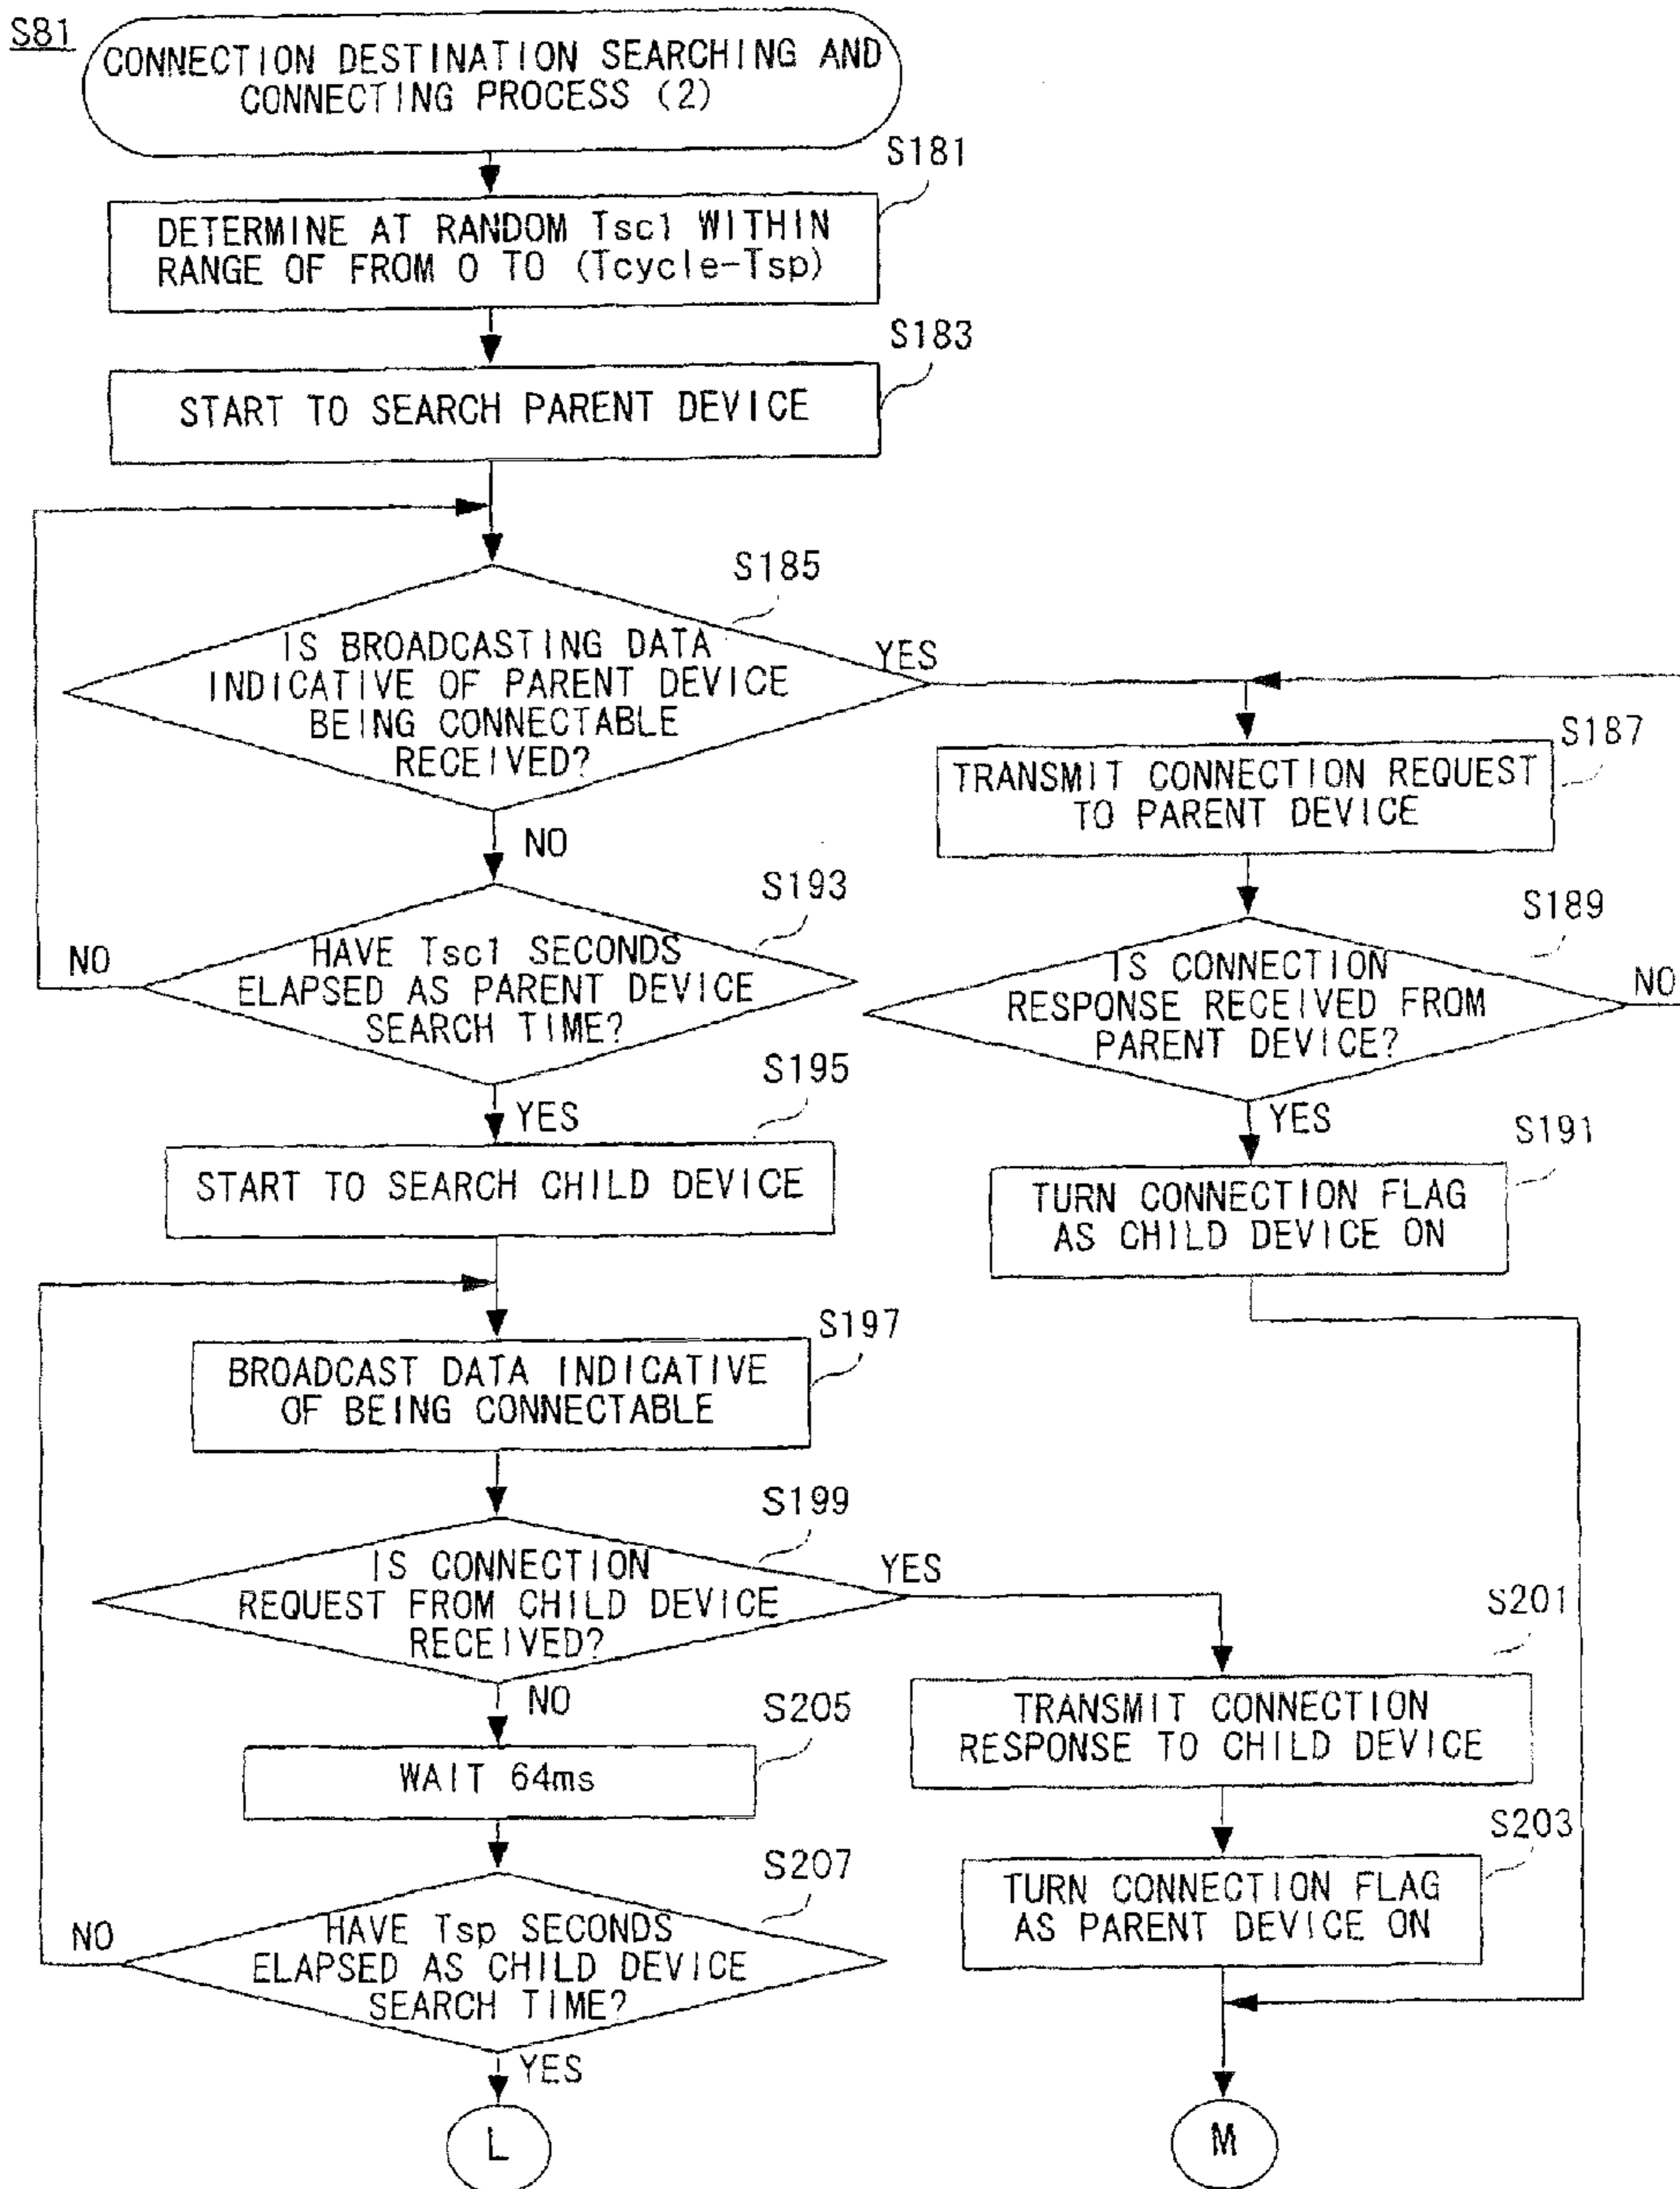 S81
CONNECTION DESTINATION SEARCHING AND
CONNECTING PROCESS (2)
S181
DETERMINE AT RANDOM Tsc1 WITHIN
RANGE OF FROM 0 TO (Tcycle-Tsp)
S183
START TO SEARCH PARENT DEVICE
S185
IS BROADCASTING DATA
INDICATIVE OF PARENT DEVICE
BEING CONNECTABLE
RECEIVED?
YES
NO
S187
TRANSMIT CONNECTION REQUEST
TO PARENT DEVICE
S189
IS CONNECTION
RESPONSE RECEIVED FROM
PARENT DEVICE?
NO
YES
S191
TURN CONNECTION FLAG
AS CHILD DEVICE ON
S193
HAVE Tsc1 SECONDS
ELAPSED AS PARENT DEVICE
SEARCH TIME?
NO
YES
S195
START TO SEARCH CHILD DEVICE
S197
BROADCAST DATA INDICATIVE
OF BEING CONNECTABLE
S199
IS CONNECTION
REQUEST FROM CHILD DEVICE
RECEIVED?
YES
NO
S201
TRANSMIT CONNECTION
RESPONSE TO CHILD DEVICE
S203
TURN CONNECTION FLAG
AS PARENT DEVICE ON
S205
WAIT 64ms
S207
HAVE Tsp SECONDS
ELAPSED AS CHILD DEVICE
SEARCH TIME?
NO
YES
L
M